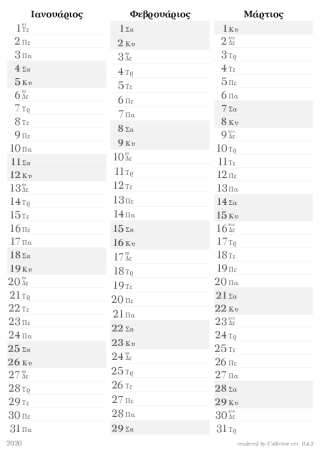 Ιανουάριος
1 Τε
2 Πε
3 Πα
4 Σα
5 Κυ
6 Δε
7 Τρ
8 Τε
9 Πε
10 Πα
11 Σα
12 Κυ
13 Δε
14 Τρ
15 Τε
16 Πε
17 Πα
18 Σα
19 Κυ
20 Δε
21 Τρ
22 Τε
23 Πε
24 Πα
25 Σα
26 Κυ
27 Δε
28 Τρ
29 Τε
30 Πε
31 Πα
Φεβρουάριος
1 Σα
2 Κυ
3 Δε
4 Τρ
5 Τε
6 Πε
7 Πα
8 Σα
9 Κυ
10 Δε
11 Τρ
12 Τε
13 Πε
14 Πα
15 Σα
16 Κυ
17 Δε
18 Τρ
19 Τε
20 Πε
21 Πα
22 Σα
23 Κυ
24 Δε
25 Τρ
26 Τε
27 Πε
28 Πα
29 Σα
Μάρτιος
1 Κυ
2 Δε
3 Τρ
4 Τε
5 Πε
6 Πα
7 Σα
8 Κυ
9 Δε
10 Τρ
11 Τε
12 Πε
13 Πα
14 Σα
15 Κυ
16 Δε
17 Τρ
18 Τε
19 Πε
20 Πα
21 Σα
22 Κυ
23 Δε
24 Τρ
25 Τε
26 Πε
27 Πα
28 Σα
29 Κυ
30 Δε
31 Τρ
2020
rendered by Callirhoe ver. 0.4.3